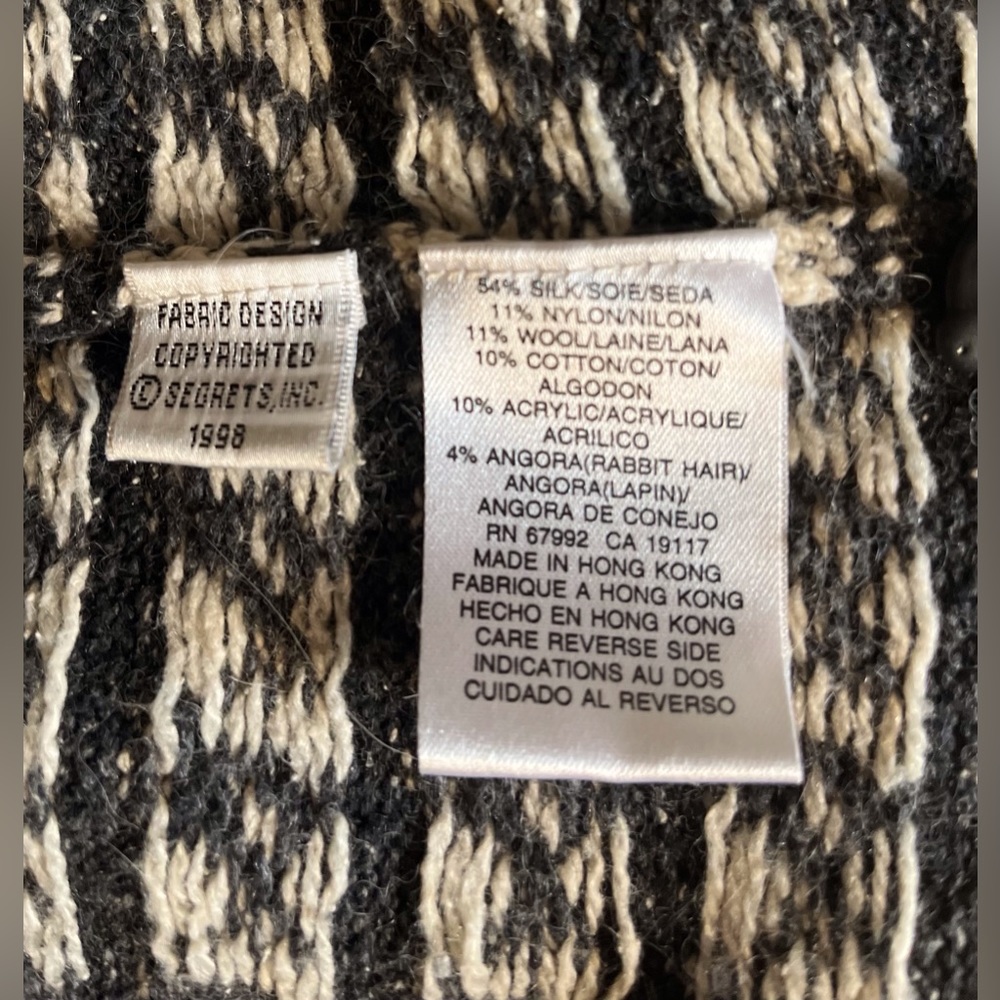 FABRIC DESIGN
COPYRIGHTED
© SEGRETS, INC.
1998
54% SILK/SOIE/SEDA
11% NYLON/NILON
11% WOOL/LAINE/LANA
10% COTTON/COTON/
ALGODON
10% ACRYLIC/ACRYLIQUE/
ACRILICO
4% ANGORA(RABBIT HAIR)/
ANGORA(LAPIN)/
ANGORA DE CONEJO
RN 67992 CA 19117
MADE IN HONG KONG
FABRIQUE A HONG KONG
HECHO EN HONG KONG
CARE REVERSE SIDE
INDICATIONS AU DOS
CUIDADO AL REVERSO